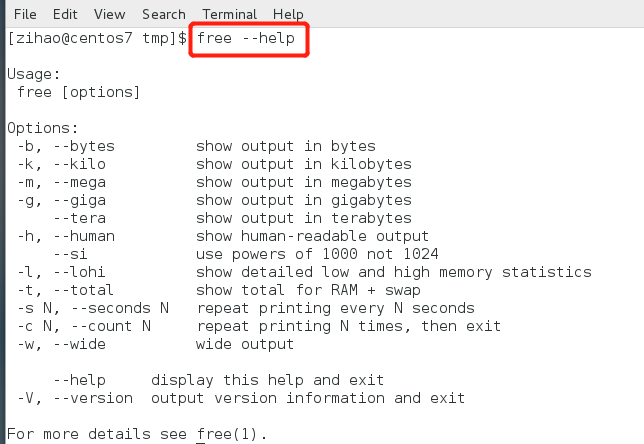 File Edit View Search Terminal Help
[zihao@centos7 tmp]$ free --help
Usage:
free [options]
Options:
-b, --bytes show output in bytes
-k, --kilo show output in kilobytes
-m, --mega show output in megabytes
-g, --giga show output in gigabytes
--tera show output in terabytes
-h, --human show human-readable output
--si use powers of 1000 not 1024
-l, --lohi show detailed low and high memory statistics
-t, --total show total for RAM + swap
-s N, --seconds N repeat printing every N seconds
-c N, --count N repeat printing N times, then exit
-w, --wide wide output
--help display this help and exit
-V, --version output version information and exit
For more details see free(1).